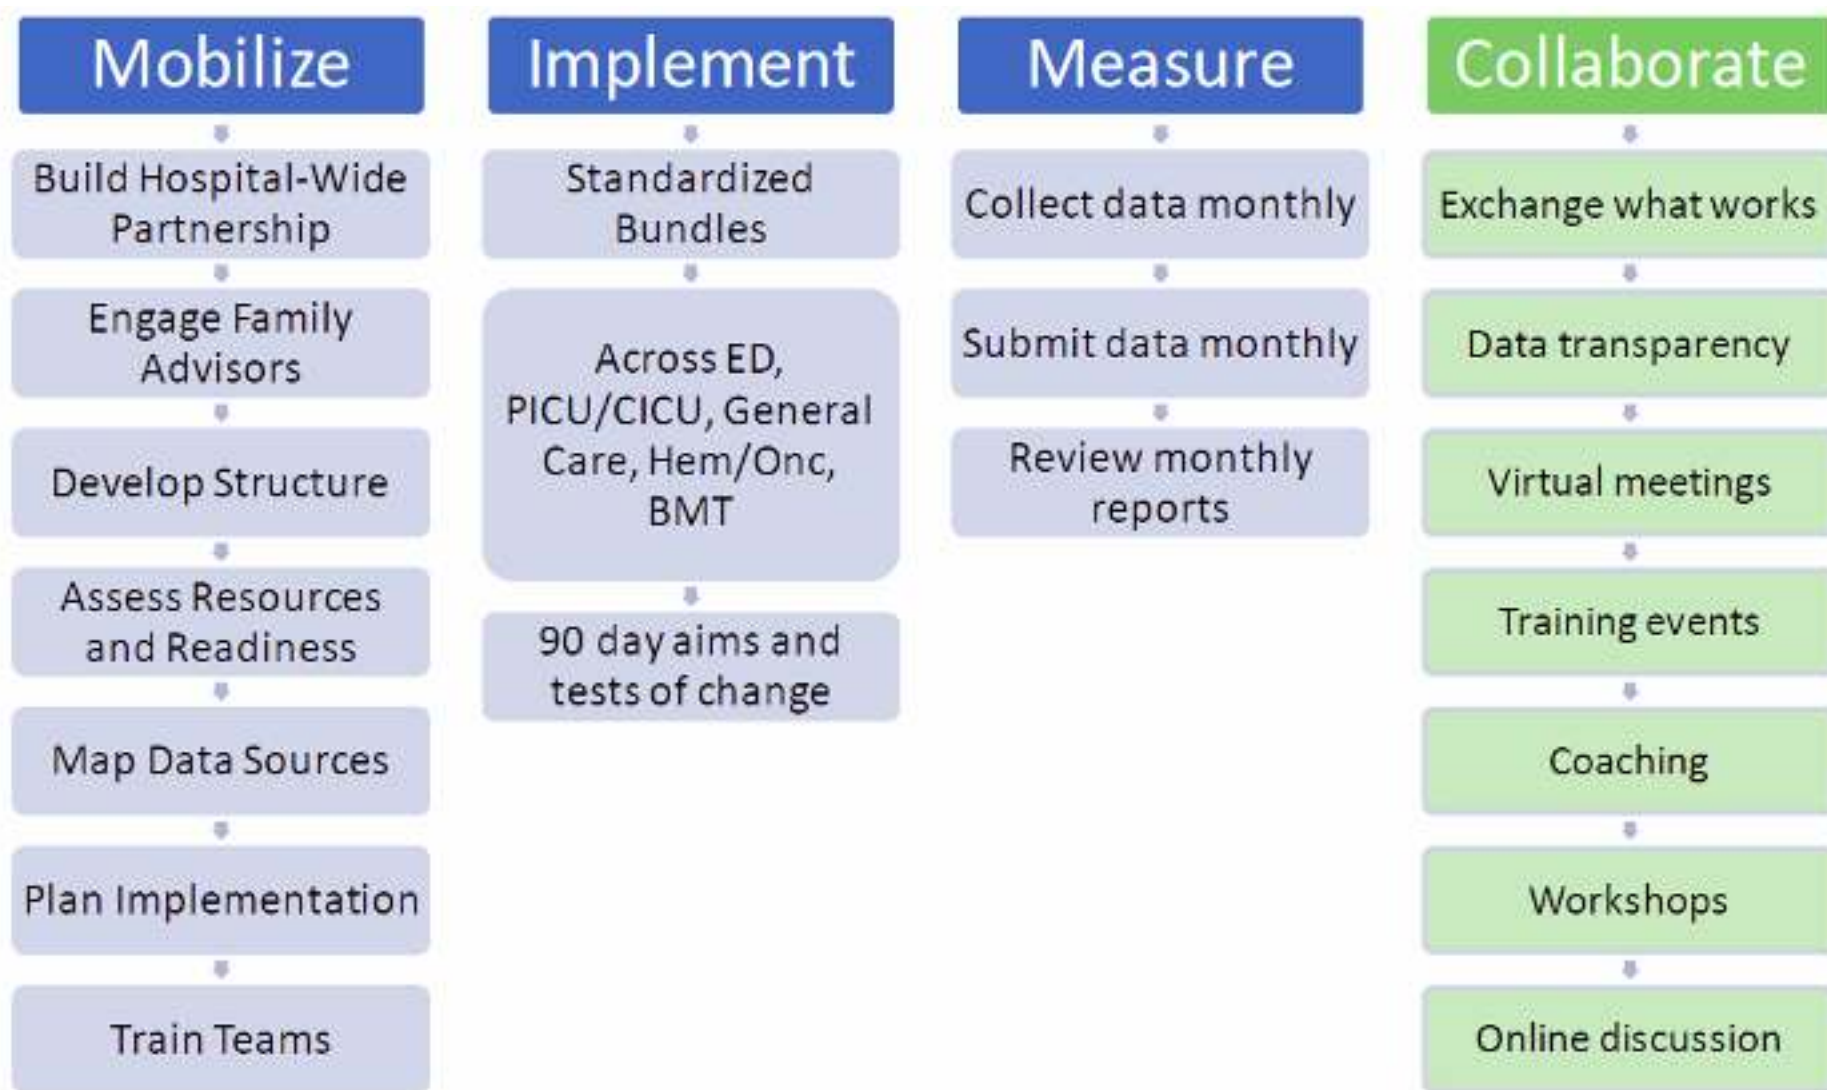 Mobilize
Build Hospital-Wide
Partnership
Engage Family
Advisors
Develop Structure
Assess Resources
and Readiness
Map Data Sources
Plan Implementation
Train Teams
Implement
Standardized
Bundles
Across ED,
PICU/CICU, General
Care, Hem/Onc,
BMT
90 day aims and
tests of change
Measure
Collect data monthly
Submit data monthly
Review monthly
reports
Collaborate
Exchange what works
Data transparency
Virtual meetings
Training events
Coaching
Workshops
Online discussion